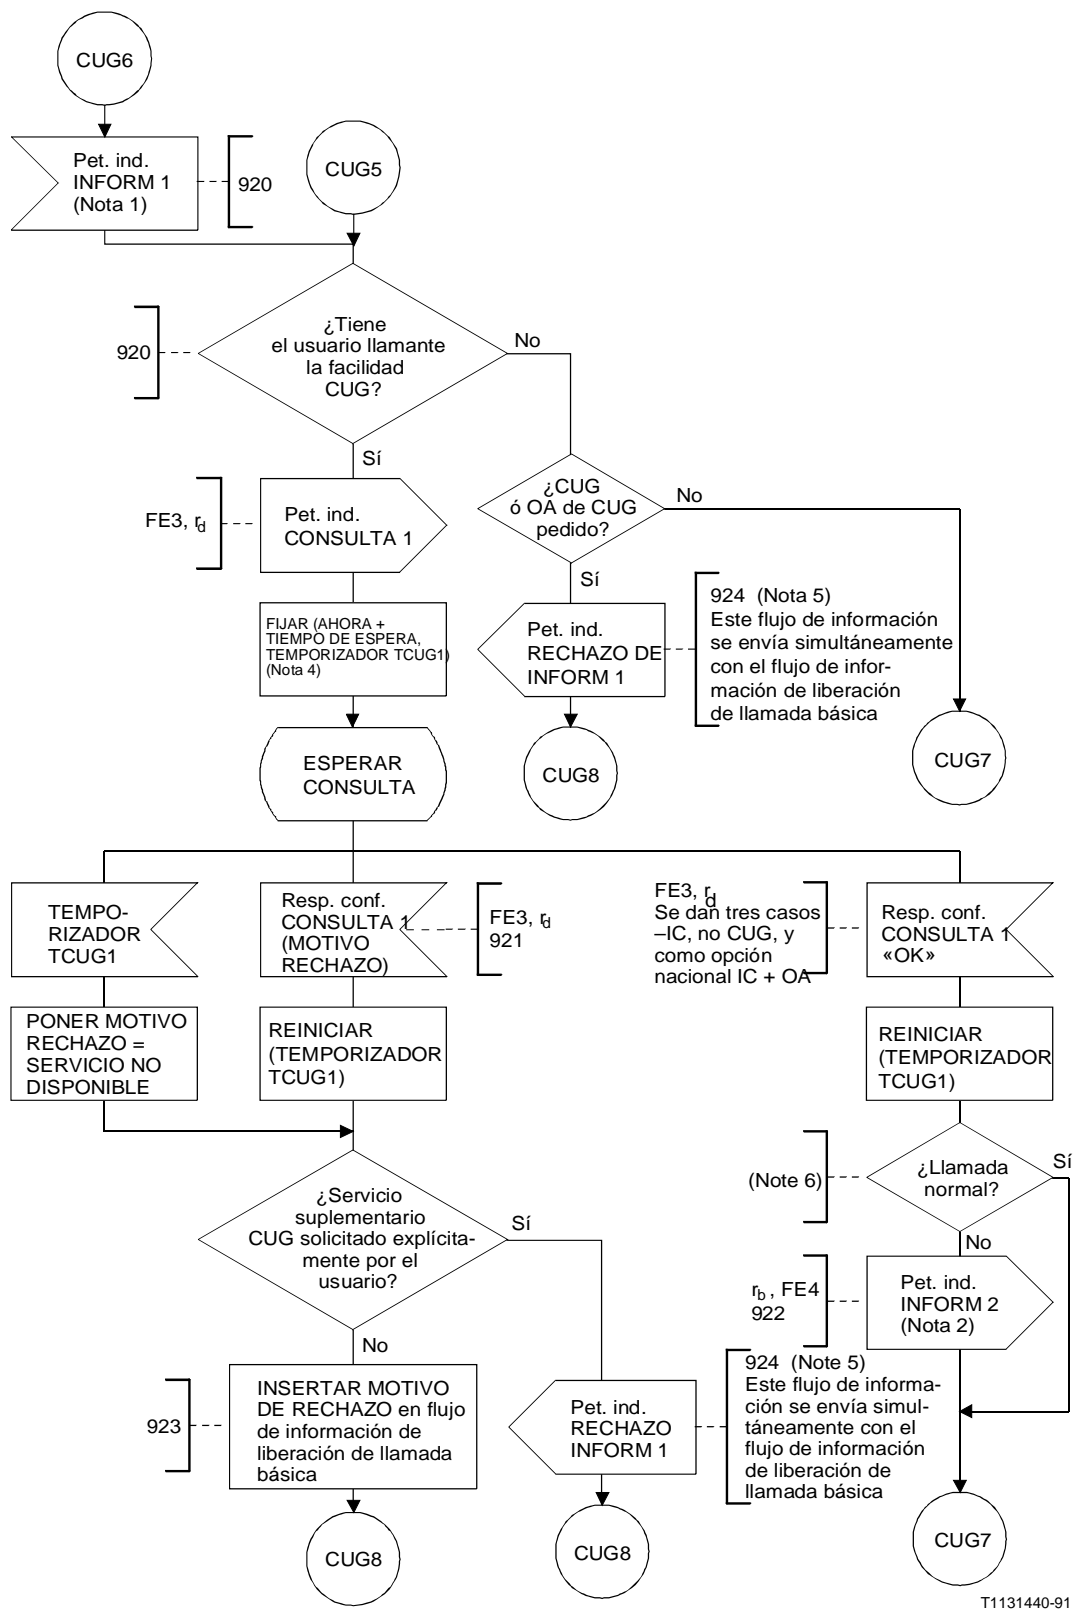 CUG6
Pet. ind.
INFORM 1
(Nota 1)
920
CUG5
¿Tiene
el usuario llamante
la facilidad
CUG?
920
No
Sí
FE3, rd
Pet. ind.
CONSULTA 1
¿CUG
ó OA de CUG
pedido?
No
Sí
FIJAR (AHORA +
TIEMPO DE ESPERA,
TEMPORIZADOR TCUG1)
(Nota 4)
Pet. ind.
RECHAZO DE
INFORM 1
924 (Nota 5)
Este flujo de información
se envía simultáneamente
con el flujo de infor-
mación de liberación
de llamada básica
ESPERAR
CONSULTA
CUG8
CUG7
TEMPO-
RIZADOR
TCUG1
Resp. conf.
CONSULTA 1
(MOTIVO
RECHAZO)
FE3, rd
921
FE3, rd
Se dan tres casos
–IC, no CUG, y
como opción
nacional IC + OA
Resp. conf.
CONSULTA 1
«OK»
PONER MOTIVO
RECHAZO =
SERVICIO NO
DISPONIBLE
REINICIAR
(TEMPORIZADOR
TCUG1)
REINICIAR
(TEMPORIZADOR
TCUG1)
(Note 6)
¿Llamada
normal?
Sí
No
¿Servicio
suplementario
CUG solicitado explícita-
mente por el
usuario?
Sí
No
rb , FE4
922
Pet. ind.
INFORM 2
(Nota 2)
923
INSERTAR MOTIVO
DE RECHAZO en flujo
de información de
liberación de llamada
básica
Pet. ind.
RECHAZO
INFORM 1
924 (Note 5)
Este flujo de informa-
ción se envía simul-
táneamente con el
flujo de información
de liberación de
llamada básica
CUG8
CUG8
CUG7
T1131440-91